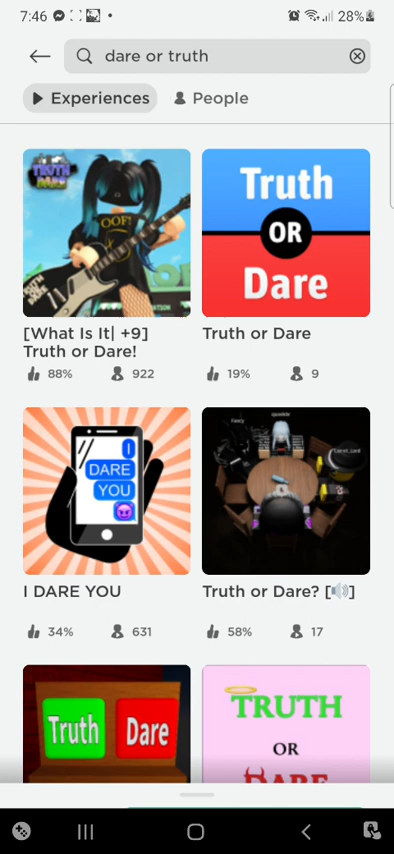 7:46
28%
dare or truth
Experiences
People
TRUTH
DARE
OOF!
Truth
OR
Dare
[What Is It| +9]
Truth or Dare!
Truth or Dare
88%
922
19%
9
I
DARE
YOU
I DARE YOU
Truth or Dare? [🔊]
34%
631
58%
17
Truth
Dare
TRUTH
OR
DARE